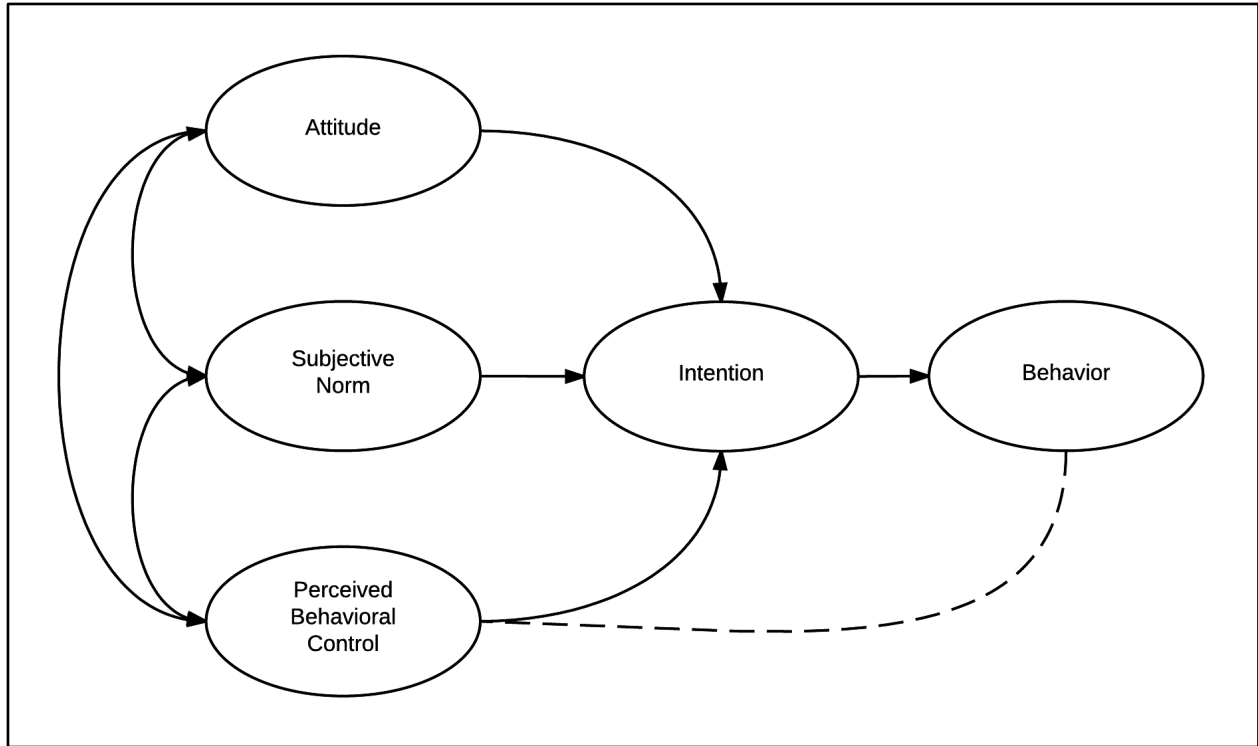 Attitude
Subjective
Norm
Intention
Behavior
Perceived
Behavioral
Control